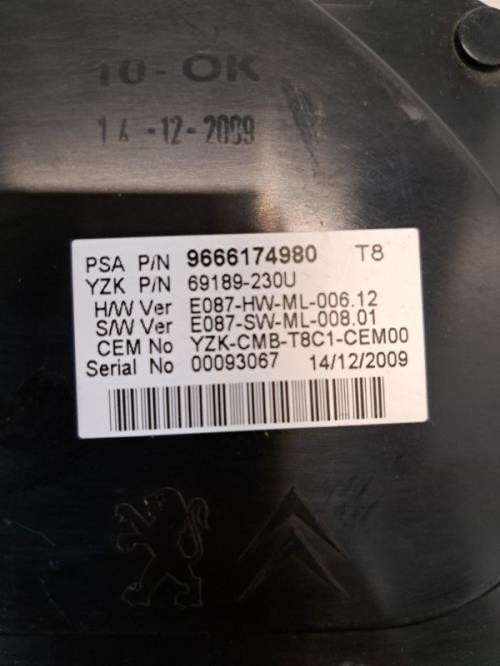 10-OK
14-12-2009
PSA P/N 9666174980 T8
YZK P/N 69189-230U
H/W Ver E087-HW-ML-006.12
S/W Ver E087-SW-ML-008.01
CEM No YZK-CMB-T8C1-CEM00
Serial No 00093067 14/12/2009